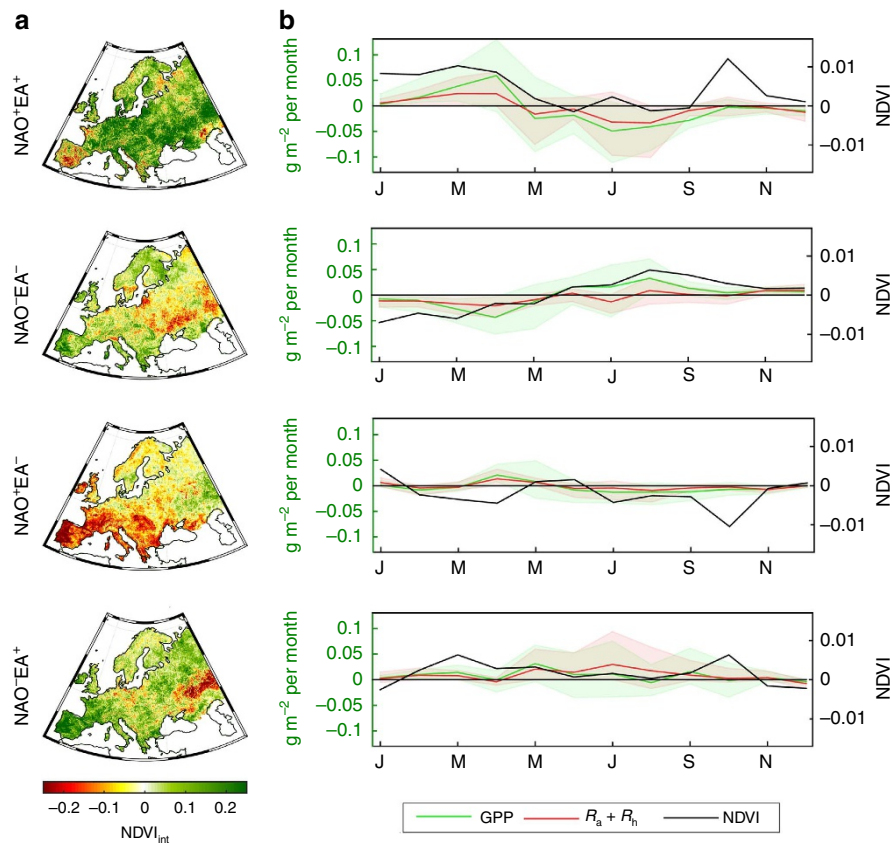 a
b
NAO⁺EA⁺
g m⁻² per month
0.1
0.05
0
−0.05
−0.1
0.01
0
−0.01
NDVI
J M M J S N
NAO⁻EA⁻
g m⁻² per month
0.1
0.05
0
−0.05
−0.1
0.01
0
−0.01
NDVI
J M M J S N
NAO⁺EA⁻
g m⁻² per month
0.1
0.05
0
−0.05
−0.1
0.01
0
−0.01
NDVI
J M M J S N
NAO⁻EA⁺
g m⁻² per month
0.1
0.05
0
−0.05
−0.1
0.01
0
−0.01
NDVI
J M M J S N
−0.2 −0.1 0 0.1 0.2
NDVI_int
GPP R_a + R_h NDVI